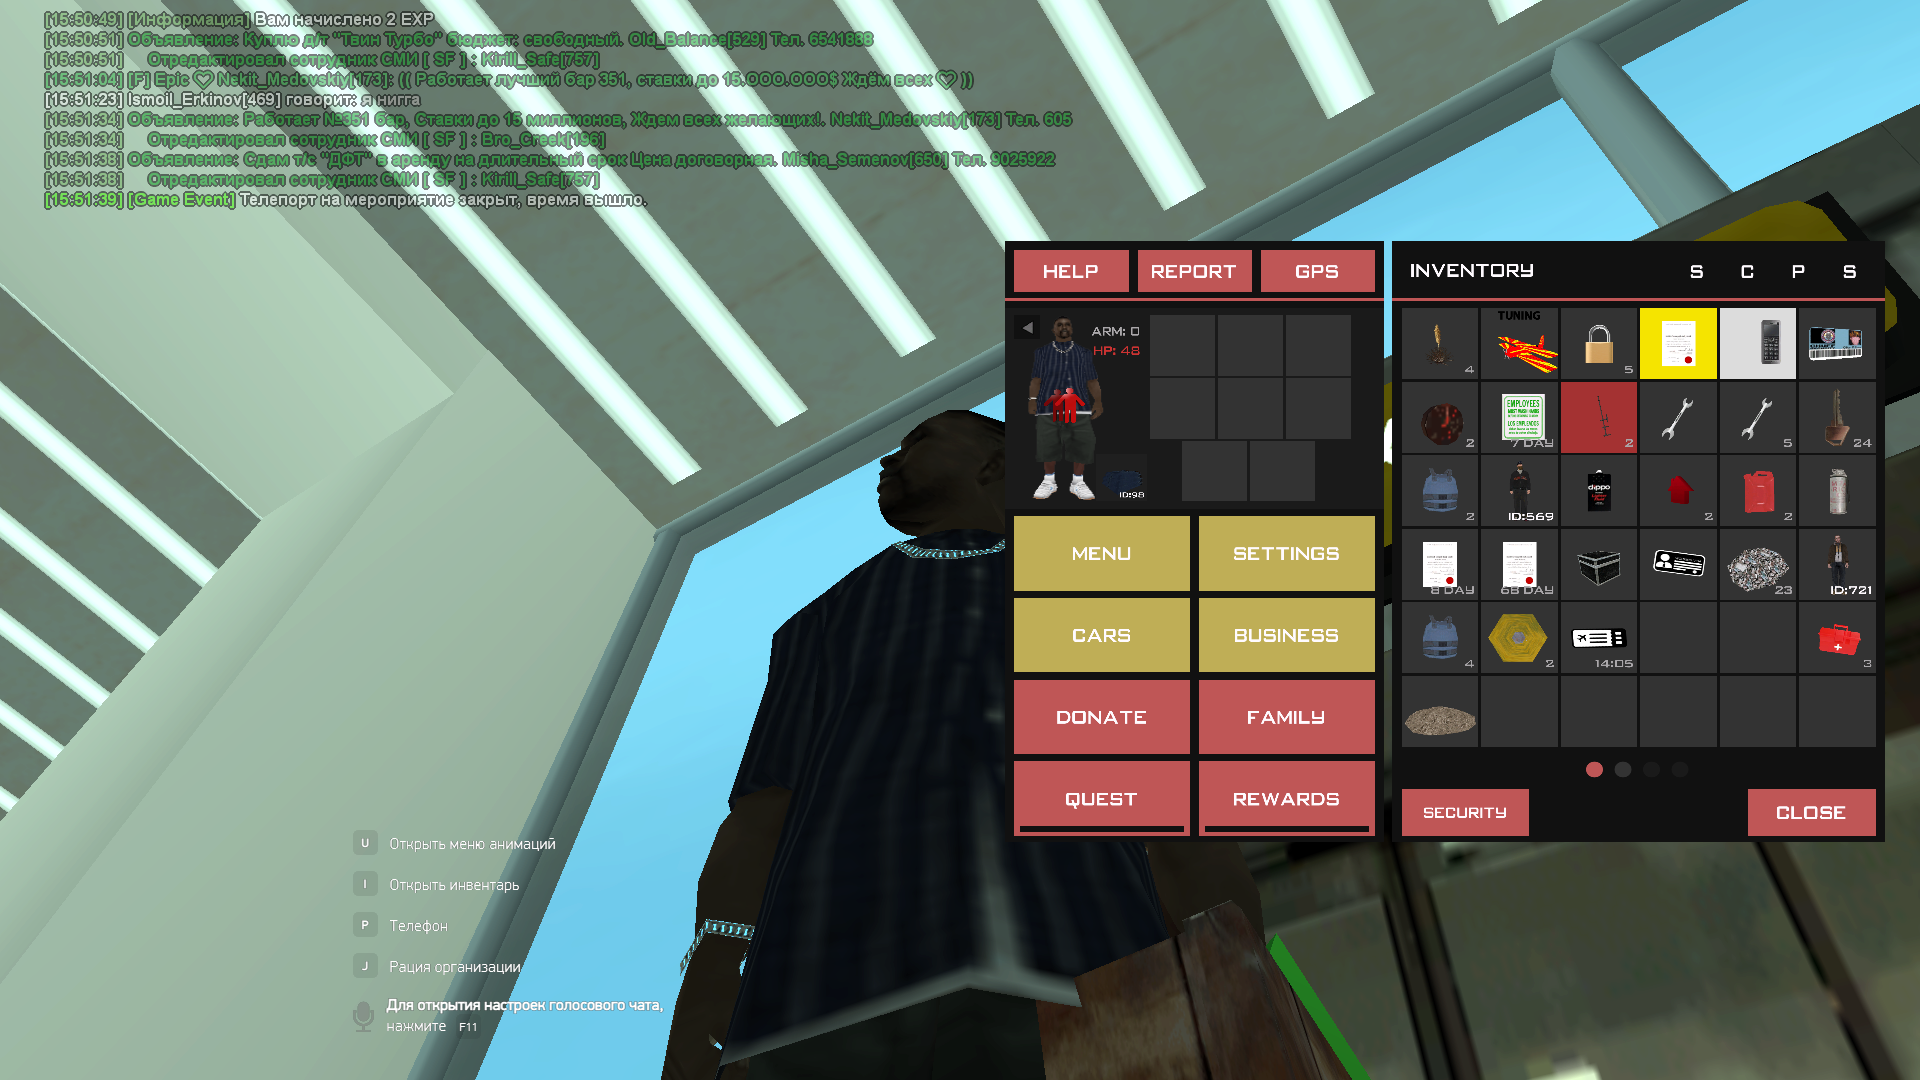 [15:50:49] [Информация] Вам начислено 2 EXP
[15:50:51] Объявление: Куплю д/т "Твин Турбо" бюджет: свободный. Old_Balance[529] Тел. 6541838
[15:50:51] Отредактировал сотрудник СМИ [ SF ] : Kirill_Safe[757]
[15:51:04] [F] Epic ♡ Nekit_Medovskiy[173]: (( Работает лучший бар 351, ставки до 15.000.000$ Ждём всех ♡ ))
[15:51:23] Ismoil_Erkinov[469] говорит: я нигга
[15:51:34] Объявление: Работает №351 бар, Ставки до 15 миллионов, Ждем всех желающих!. Nekit_Medovskiy[173] Тел. 605
[15:51:34] Отредактировал сотрудник СМИ [ SF ] : Bro_Creek[196]
[15:51:38] Объявление: Сдам т/с "ДФТ" в аренду на длительный срок Цена договорная. Misha_Semenov[650] Тел. 9025922
[15:51:38] Отредактировал сотрудник СМИ [ SF ] : Kirill_Safe[757]
[15:51:39] [Game Event] Телепорт на мероприятие закрыт, время вышло.
HELP REPORT GPS
ARM: 0
HP: 48
ID:98
MENU SETTINGS
CARS BUSINESS
DONATE FAMILY
QUEST REWARDS
INVENTORY S C P S
TUNING
4 5
EMPLOYEES
MUST WASH HANDS
LOS EMPLEADOS
2 7 DAY 2 5 24
dippo
2 ID:569 2 2
8 DAY 68 DAY 23 ID:721
4 2 14:05 3
SECURITY CLOSE
U Открыть меню анимаций
I Открыть инвентарь
P Телефон
J Рация организации
Для открытия настроек голосового чата,
нажмите F11